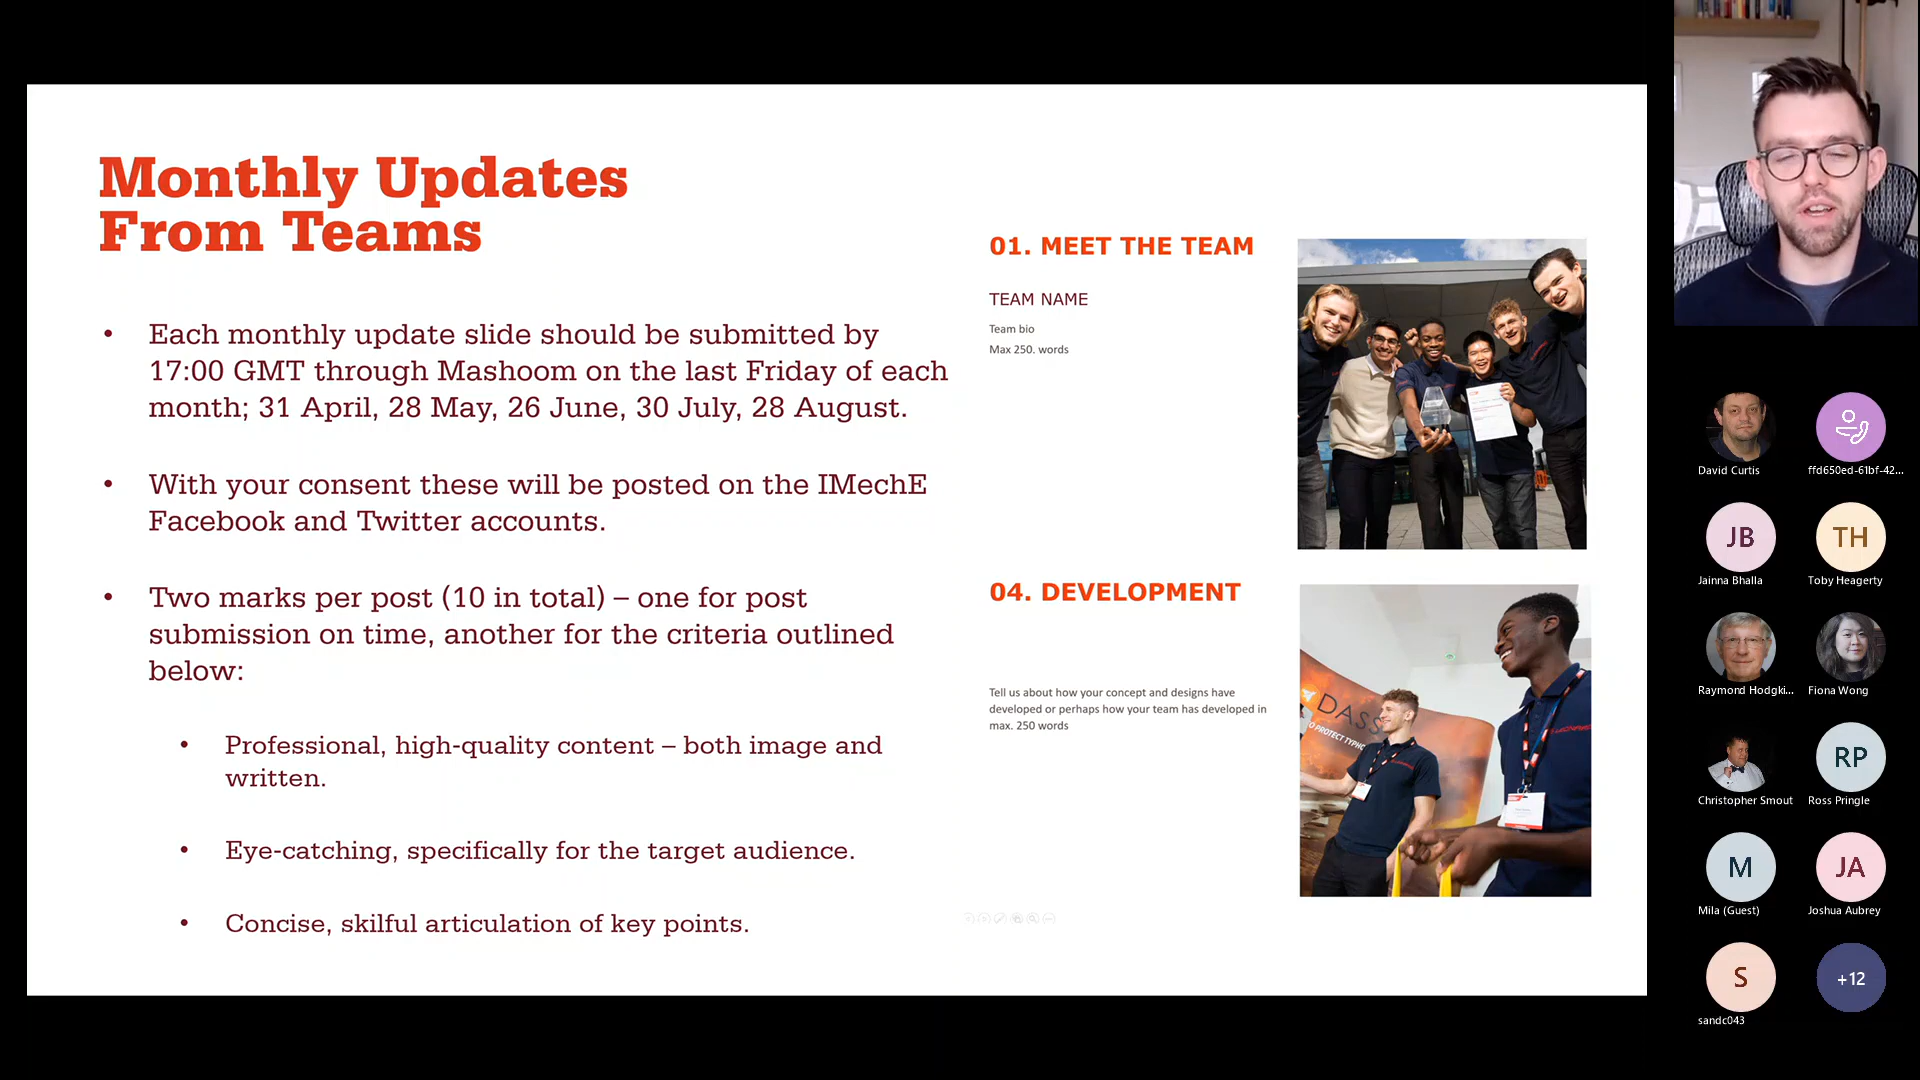 Monthly Updates
From Teams
• Each monthly update slide should be submitted by
17:00 GMT through Mashoom on the last Friday of each
month; 31 April, 28 May, 26 June, 30 July, 28 August.
• With your consent these will be posted on the IMechE
Facebook and Twitter accounts.
• Two marks per post (10 in total) – one for post
submission on time, another for the criteria outlined
below:
• Professional, high-quality content – both image and
written.
• Eye-catching, specifically for the target audience.
• Concise, skilful articulation of key points.
01. MEET THE TEAM
TEAM NAME
Team bio
Max 250. words
04. DEVELOPMENT
Tell us about how your concept and designs have
developed or perhaps how your team has developed in
max. 250 words
DASS
PROTECT TYPHO
David Curtis
ffd650ed-61bf-42...
JB
TH
Jainna Bhalla
Toby Heagerty
Raymond Hodgki...
Fiona Wong
RP
Christopher Smout
Ross Pringle
M
JA
Mila (Guest)
Joshua Aubrey
S
+12
sandc043